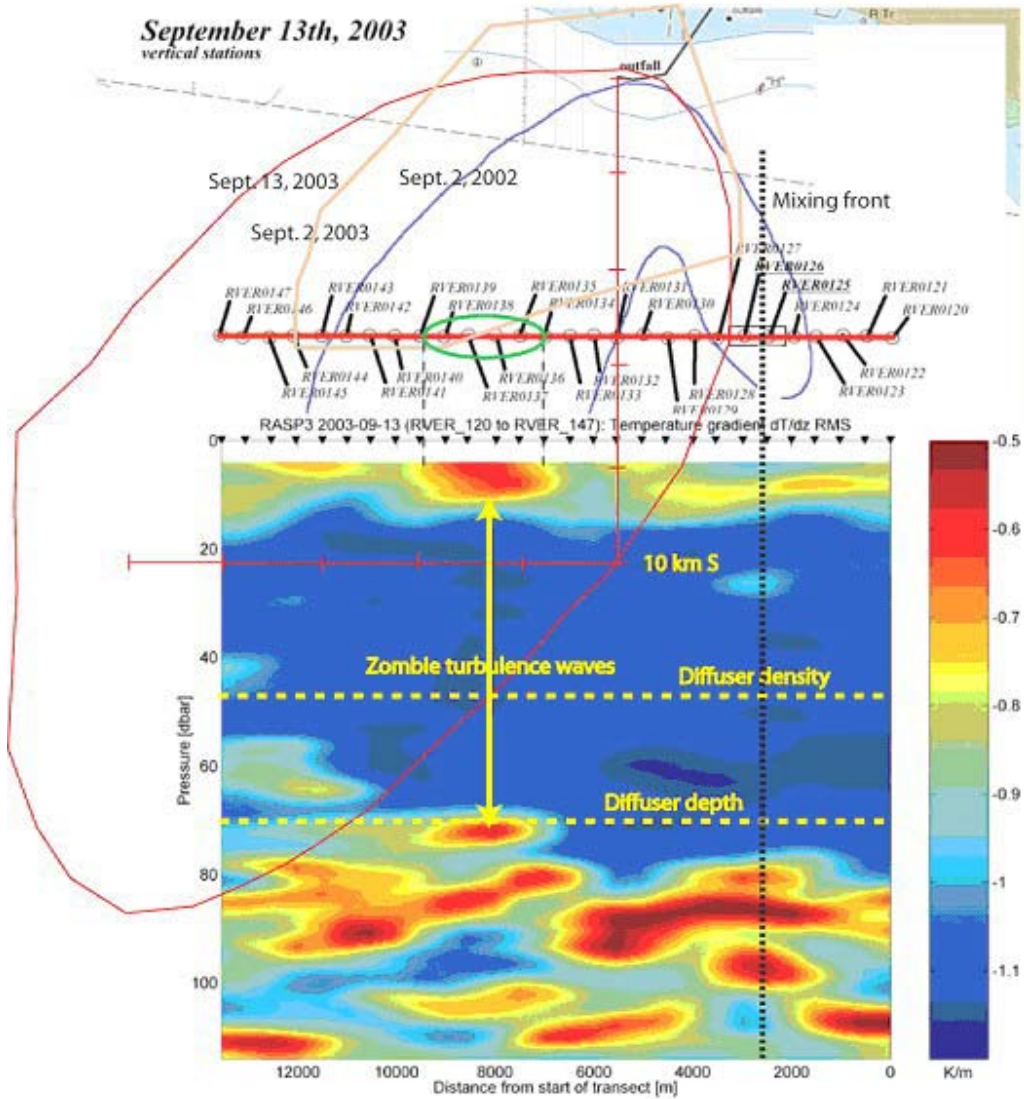 September 13th, 2003
vertical stations
R Tr
outfall
"H"
Sept. 13, 2003
Sept. 2, 2002
Mixing front
Sept. 2, 2003
RVER0127
RVER0126
RVER0147
RVER0143
RVER0139
RVER0135
RVER0131
RVER0125
RVER0121
RVER0146
RVER0142
RVER0138
RVER0134
RVER0130
RVER0124
RVER0120
RVER0144
RVER0140
RVER0136
RVER0132
RVER0128
RVER0122
RVER0145
RVER0141
RVER0137
RVER0133
RVER0129
RVER0123
RASP3 2003-09-13 (RVER_120 to RVER_147): Temperature gradient dT/dz RMS
0
20
40
60
80
100
Pressure [dbar]
10 km S
Zombie turbulence waves
Diffuser density
Diffuser depth
-0.5
-0.6
-0.7
-0.8
-0.9
-1
-1.1
K/m
12000
10000
8000
6000
4000
2000
0
Distance from start of transect [m]